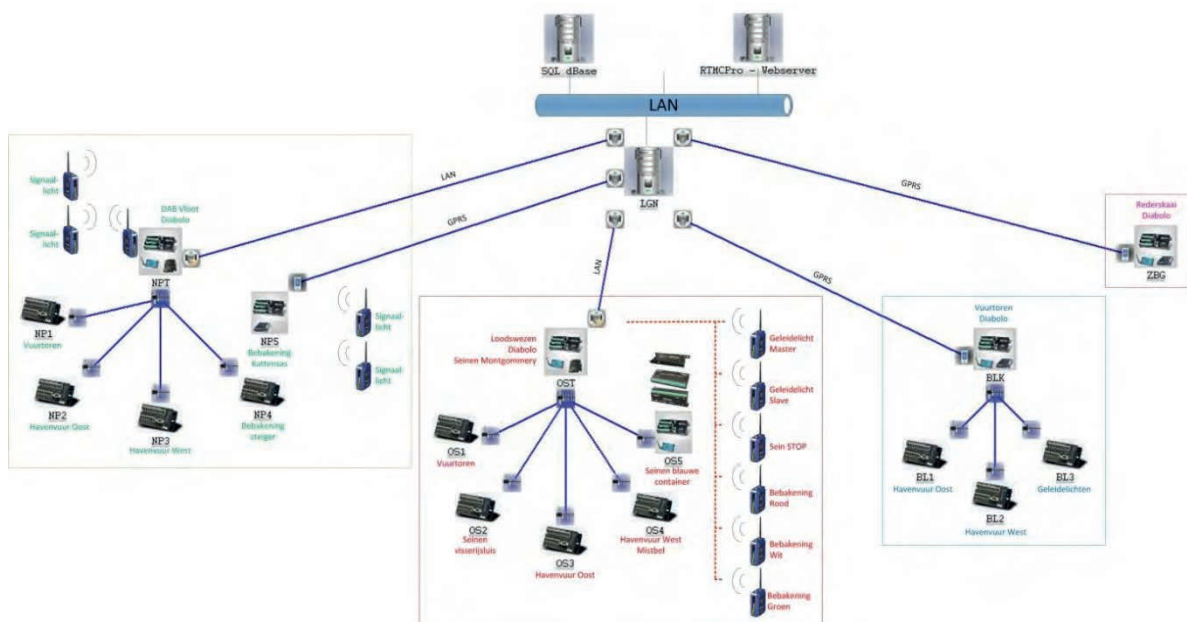 SQL dBase
RTMCPro - Webserver
LAN
LGN
LAN
GPRS
LAN
GPRS
GPRS
Signaal-
licht
Signaal-
licht
DAB Vloot
Diabolo
NPT
NP1
Vuurtoren
NP2
Havenvuur Oost
NP3
Havenvuur West
NP4
Bebakening
steiger
NP5
Bebakening
Kattensas
Signaal-
licht
Signaal-
licht
Loodswezen
Diabolo
Seinen Montgommery
OST
OS1
Vuurtoren
OS2
Seinen
visserijsluis
OS3
Havenvuur Oost
OS4
Havenvuur West
Mistbel
OS5
Seinen blauwe
container
Geleidelicht
Master
Geleidelicht
Slave
Sein STOP
Bebakening
Rood
Bebakening
Wit
Bebakening
Groen
Vuurtoren
Diabolo
BLK
BL1
Havenvuur Oost
BL2
Havenvuur West
BL3
Geleidelichten
Rederskaai
Diabolo
ZBG